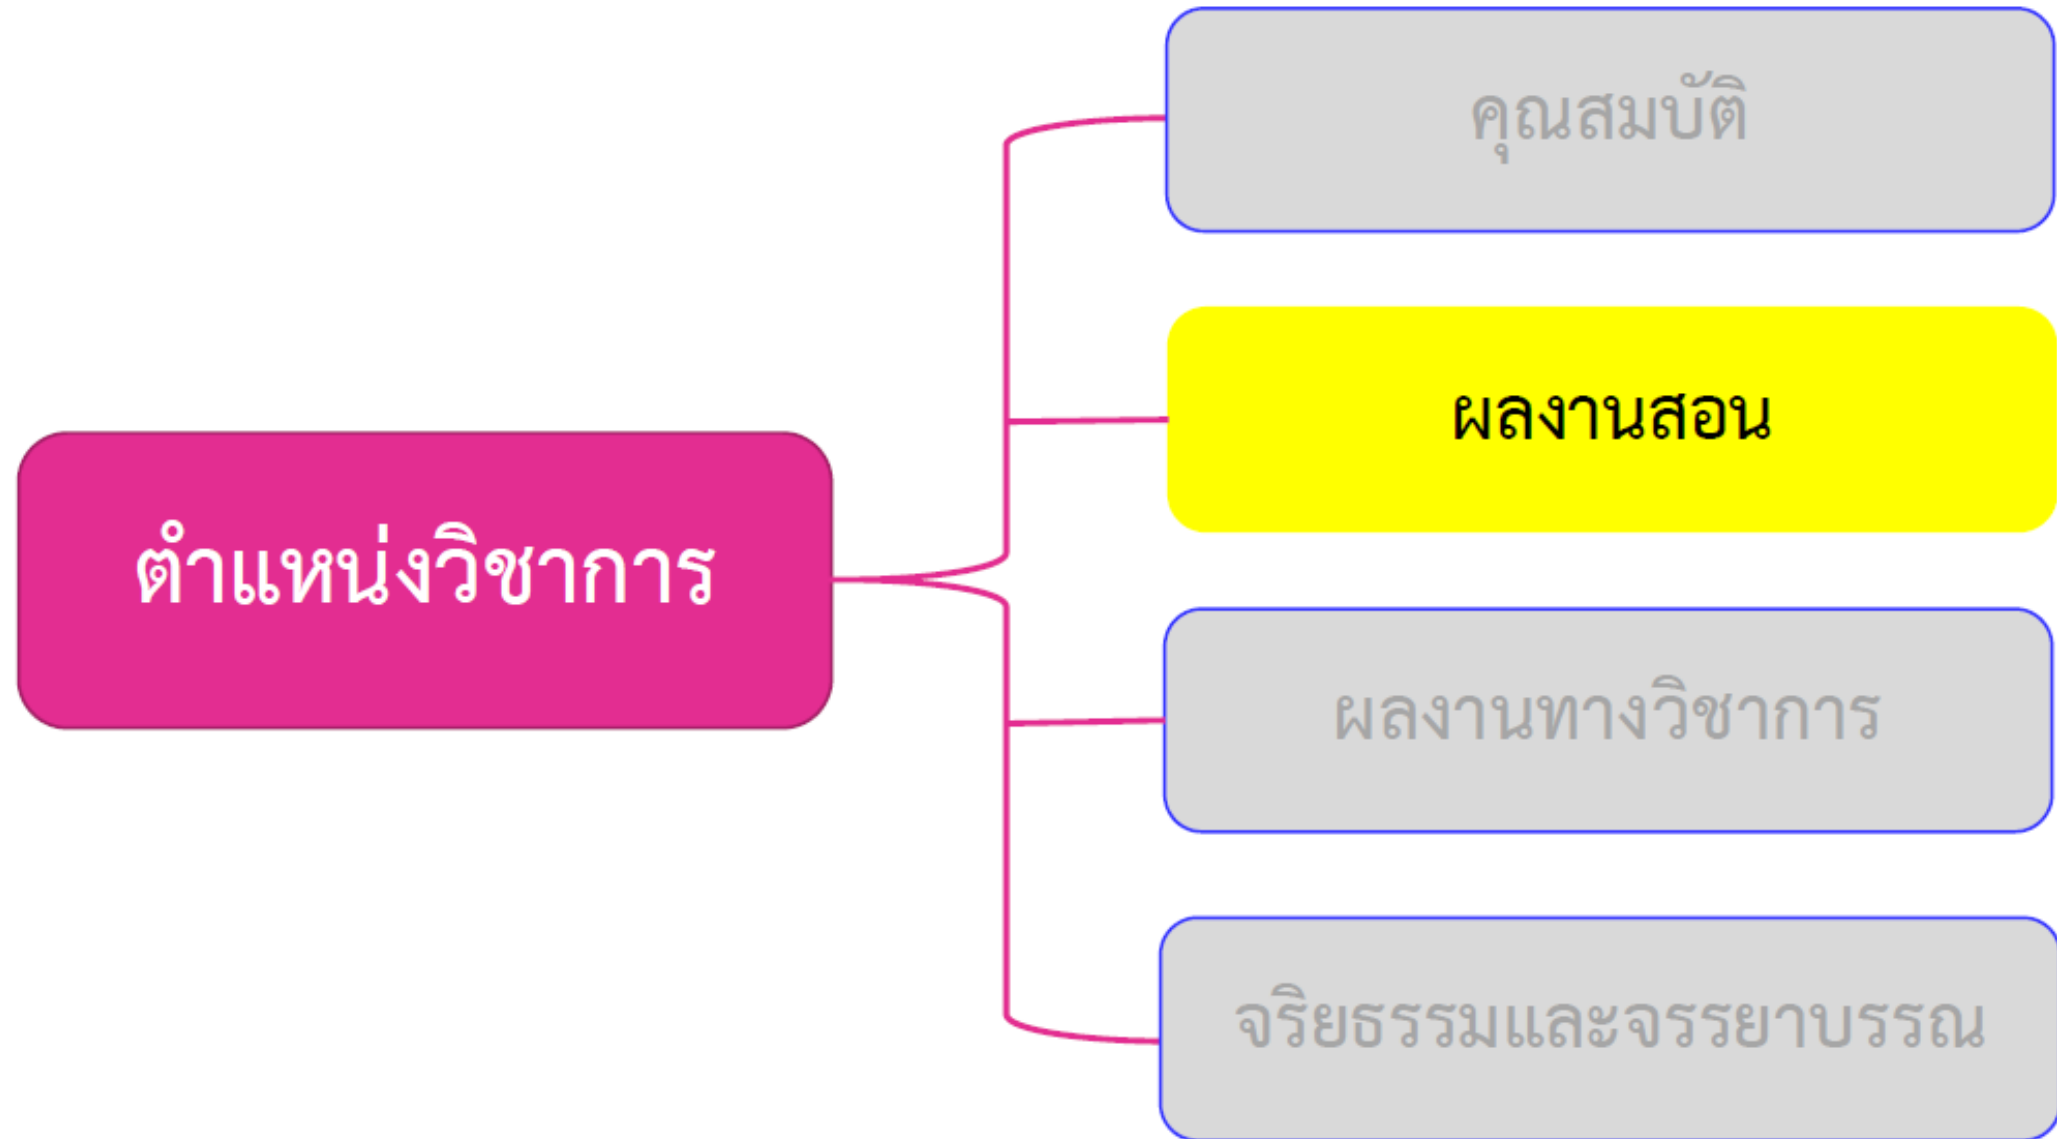 คุณสมบัติ
ผลงานสอน
ตำแหน่งวิชาการ
ผลงานทางวิชาการ
จริยธรรมและจรรยาบรรณ